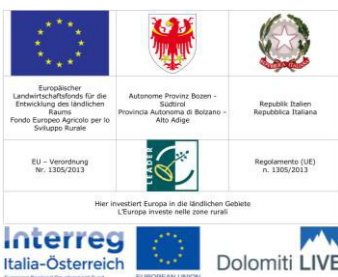 Europäischer
Landwirtschaftsfonds für die
Entwicklung des ländlichen
Raums
Fondo Europeo Agricolo per lo
Sviluppo Rurale
Autonome Provinz Bozen -
Südtirol
Provincia Autonoma di Bolzano –
Alto Adige
Republik Italien
Repubblica Italiana
EU – Verordnung
Nr. 1305/2013
LEADER
Regolamento (UE)
n. 1305/2013
Hier investiert Europa in die ländlichen Gebiete
L'Europa investe nelle zone rurali
Interreg
Italia-Österreich
EUROPEAN UNION
Dolomiti LIVE